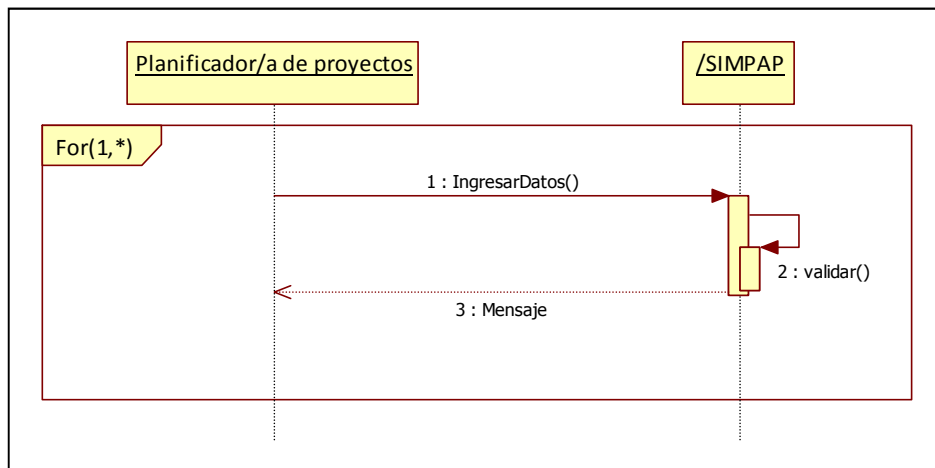 Planificador/a de proyectos
/SIMPAP
For(1,*)
1 : IngresarDatos()
2 : validar()
3 : Mensaje